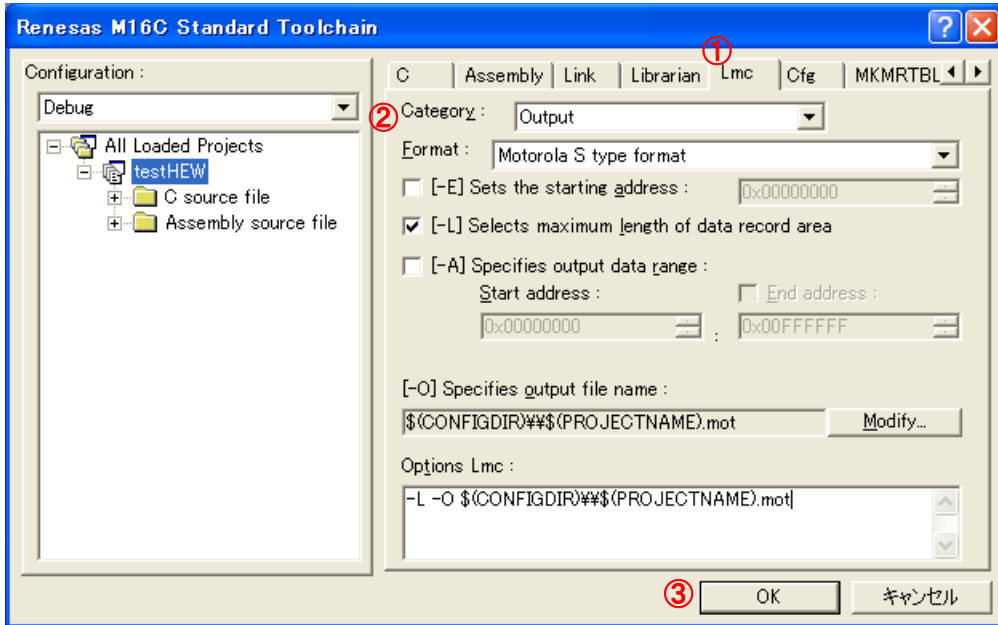 Renesas M16C Standard Toolchain
Configuration :
Debug
All Loaded Projects
testHEW
C source file
Assembly source file
①
C Assembly Link Librarian Lmc Cfg MKMRTBL
② Category : Output
Format : Motorola S type format
[-E] Sets the starting address : 0x00000000
[-L] Selects maximum length of data record area
[-A] Specifies output data range :
Start address : End address :
0x00000000 : 0x00FFFFFF
[-O] Specifies output file name :
$(CONFIGDIR)¥¥$(PROJECTNAME).mot Modify...
Options Lmc :
-L -O $(CONFIGDIR)¥¥$(PROJECTNAME).mot
③ OK キャンセル